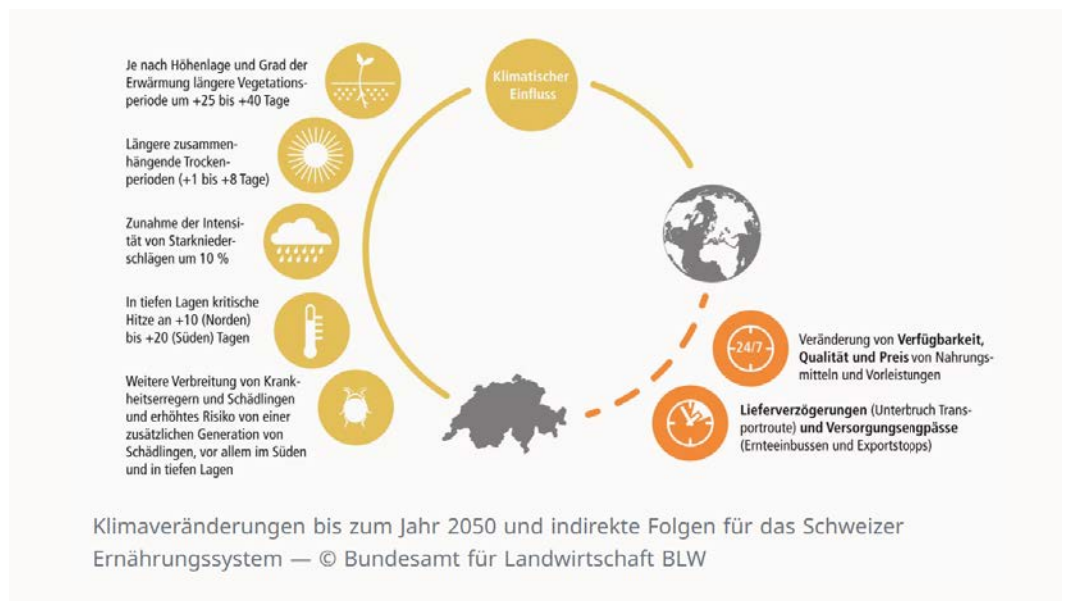 Je nach Höhenlage und Grad der
Erwärmung längere Vegetations-
periode um +25 bis +40 Tage
Klimatischer
Einfluss
Längere zusammen-
hängende Trocken-
perioden (+1 bis +8 Tage)
Zunahme der Intensi-
tät von Starknieder-
schlägen um 10 %
In tiefen Lagen kritische
Hitze an +10 (Norden)
bis +20 (Süden) Tagen
Weitere Verbreitung von Krank-
heitserregern und Schädlingen
und erhöhtes Risiko von einer
zusätzlichen Generation von
Schädlingen, vor allem im Süden
und in tiefen Lagen
24/7
Veränderung von Verfügbarkeit,
Qualität und Preis von Nahrungs-
mitteln und Vorleistungen
Lieferverzögerungen (Unterbruch Trans-
portroute) und Versorgungsengpässe
(Ernteeinbussen und Exportstopps)
Klimaveränderungen bis zum Jahr 2050 und indirekte Folgen für das Schweizer
Ernährungssystem — © Bundesamt für Landwirtschaft BLW